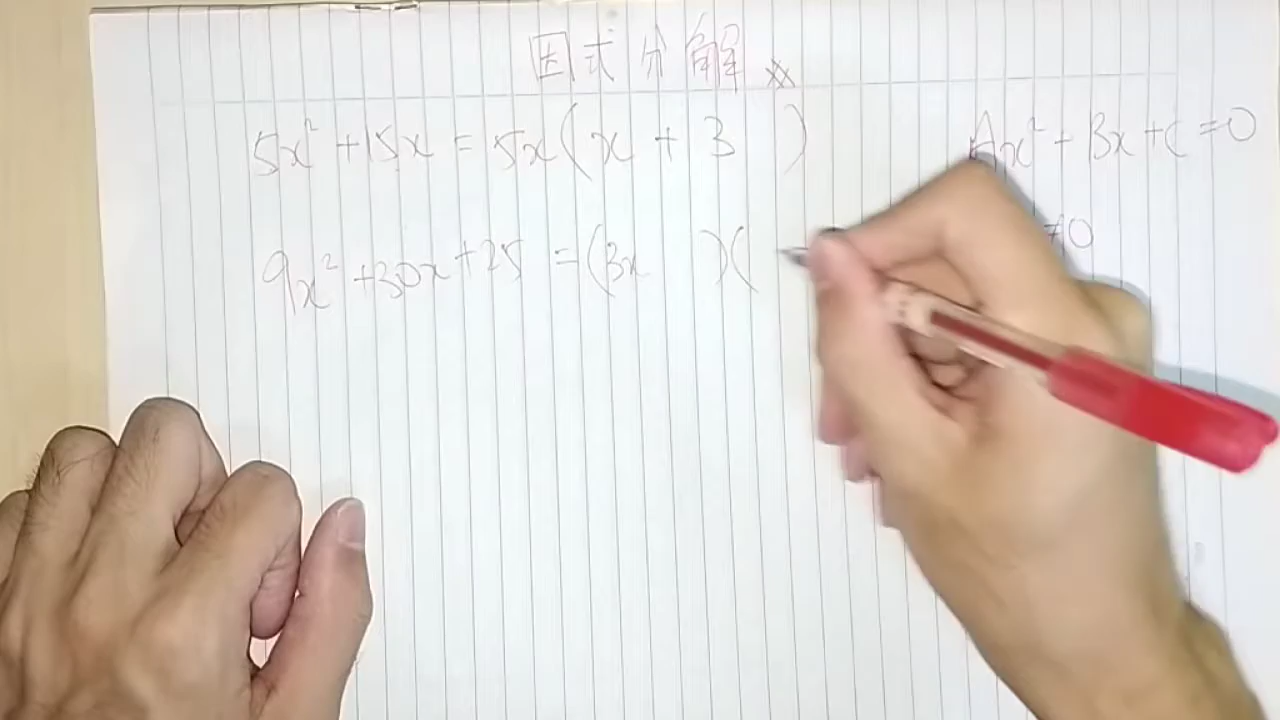 因式分解
5x² + 15x = 5x( x + 3 )
Ax² + Bx + C = 0
9x² + 30x + 25 = (3x )(
≠0